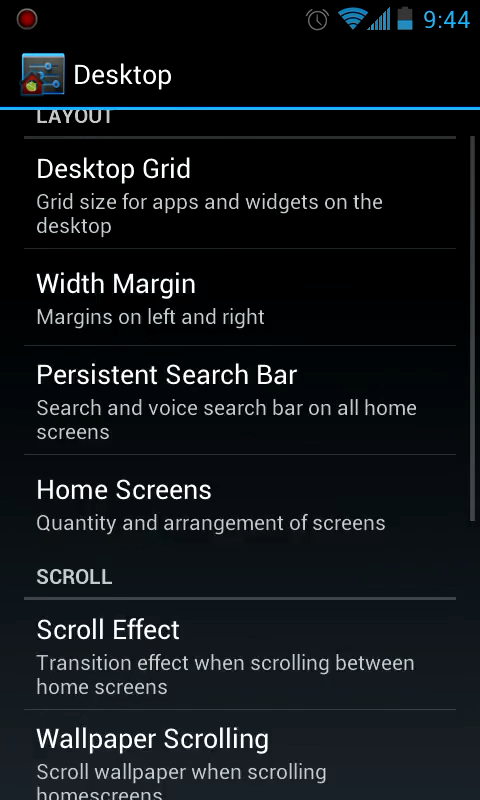 9:44
Desktop
LAYOUT
Desktop Grid
Grid size for apps and widgets on the
desktop
Width Margin
Margins on left and right
Persistent Search Bar
Search and voice search bar on all home
screens
Home Screens
Quantity and arrangement of screens
SCROLL
Scroll Effect
Transition effect when scrolling between
home screens
Wallpaper Scrolling
Scroll wallpaper when scrolling
homescreens